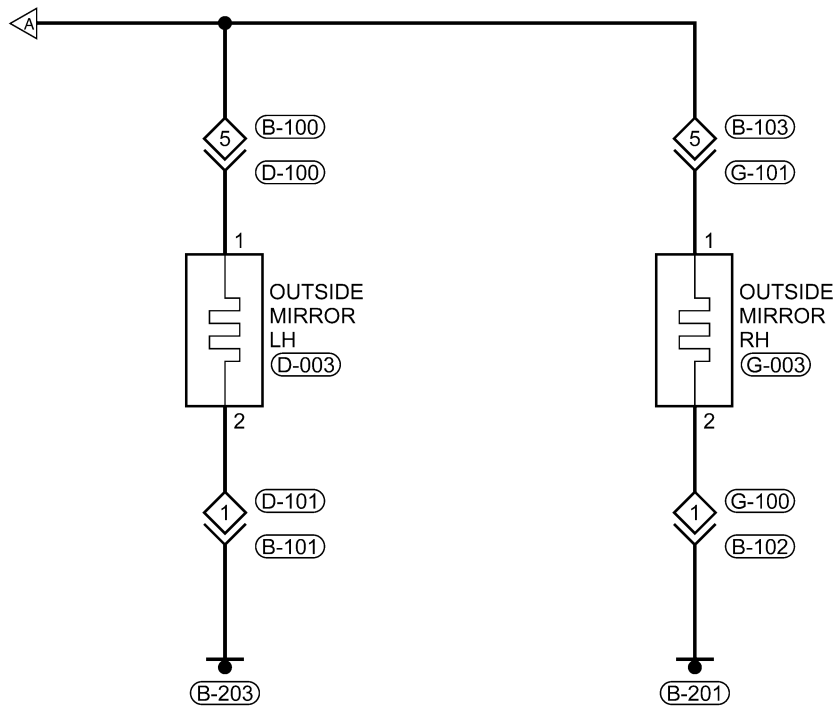 A
5
B-100
D-100
5
B-103
G-101
1
OUTSIDE
MIRROR
LH
D-003
2
1
OUTSIDE
MIRROR
RH
G-003
2
1
D-101
B-101
1
G-100
B-102
B-203
B-201